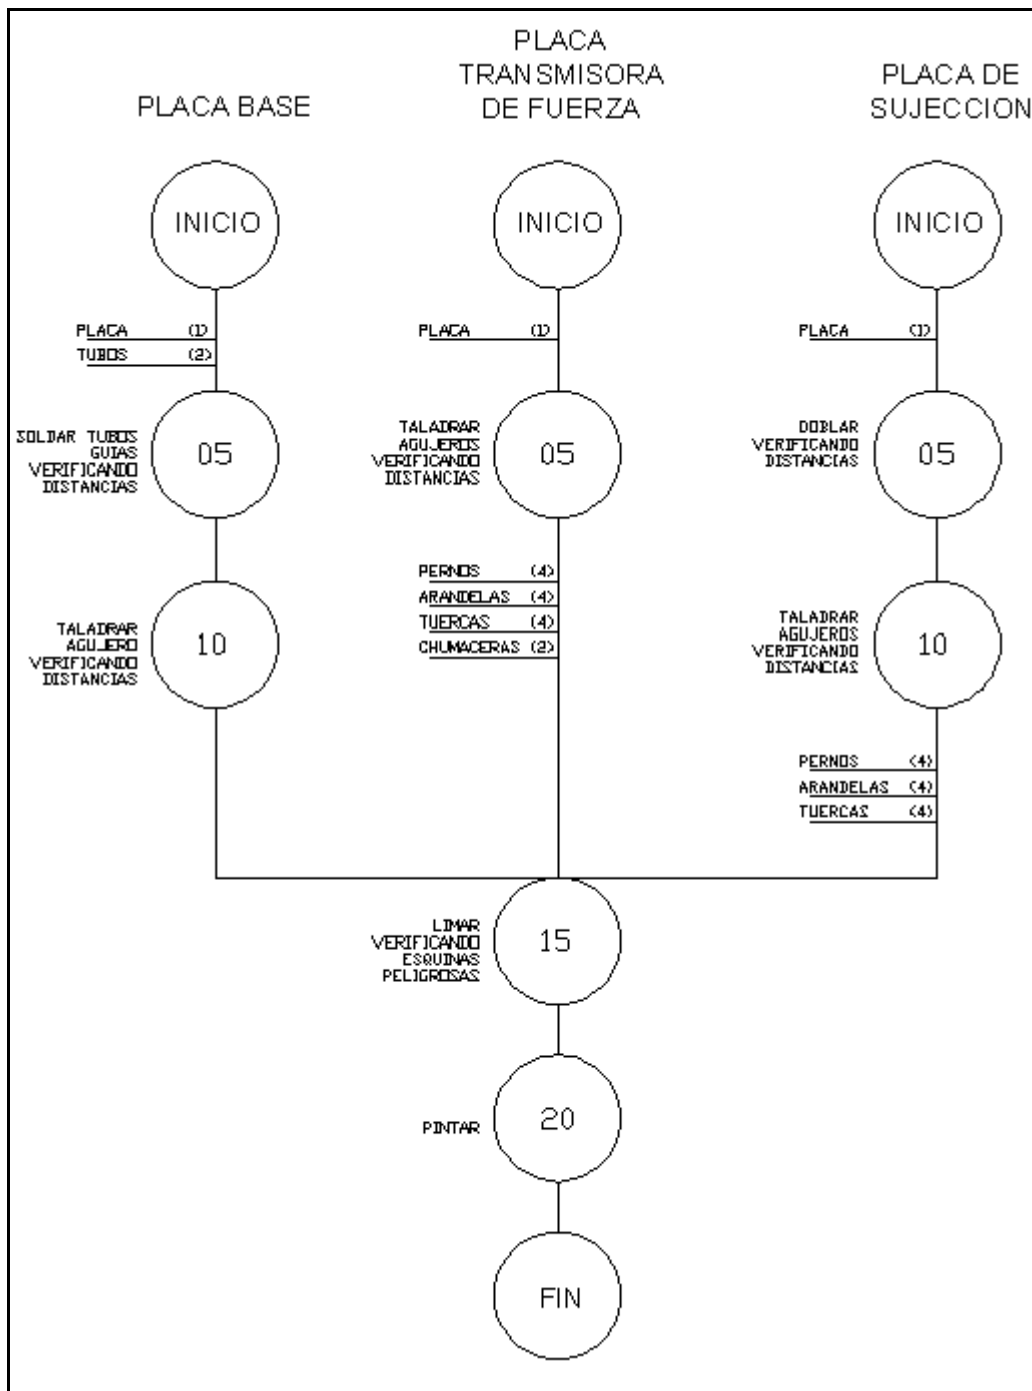 PLACA BASE
PLACA
TRANSMISORA
DE FUERZA
PLACA DE
SUJECCION
INICIO
INICIO
INICIO
PLACA (1)
TUBOS (2)
PLACA (1)
PLACA (1)
SOLDAR TUBOS
GUIAS
VERIFICANDO
DISTANCIAS
05
TALADRAR
AGUJEROS
VERIFICANDO
DISTANCIAS
05
DOBLAR
VERIFICANDO
DISTANCIAS
05
TALADRAR
AGUJERO
VERIFICANDO
DISTANCIAS
10
PERNOS (4)
ARANDELAS (4)
TUERCAS (4)
CHUMACERAS (2)
TALADRAR
AGUJEROS
VERIFICANDO
DISTANCIAS
10
PERNOS (4)
ARANDELAS (4)
TUERCAS (4)
LIMAR
VERIFICANDO
ESQUINAS
PELIGROSAS
15
PINTAR
20
FIN